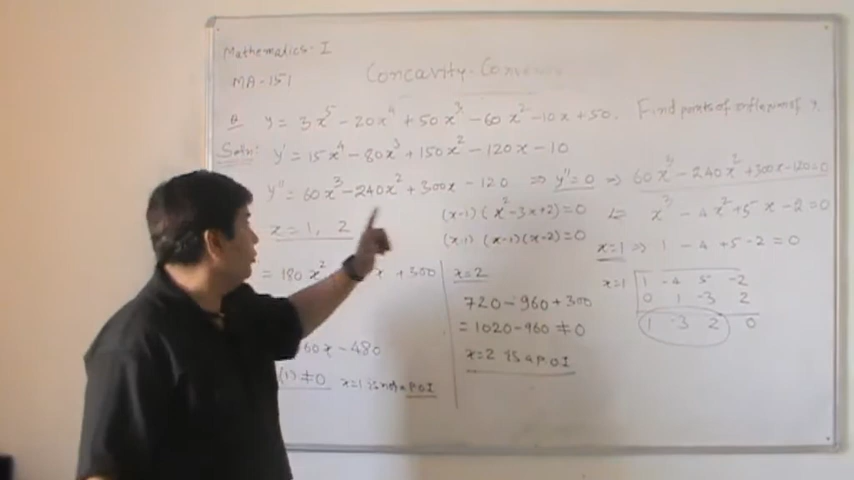 Mathematics-I
MA-151
Concavity-Con
Q y = 3x⁵ - 20x⁴ + 50x³ - 60x² - 10x + 50. Find points of inflexion if ?
Soln: y' = 15x⁴ - 80x³ + 150x² - 120x - 10
y'' = 60x³ - 240x² + 300x - 120 ⇒ y'' = 0 ⇒ 60x³ - 240x² + 300x - 120 = 0
(x-1)(x²-3x+2)=0 x³ - 4x² + 5x - 2 = 0
x = 1, 2
(x-1)(x-1)(x-2)=0 x=1 ⇒ 1 - 4 + 5 - 2 = 0
= 180x² x + 300
x=2
720 - 960 + 300
= 1020 - 960 ≠ 0
x=2 is a P.O.I
x=1 1 -4 5 -2
0 1 -3 2
1 -3 2 0
60x - 480
(1) ≠ 0 x=1 is not a P.O.I